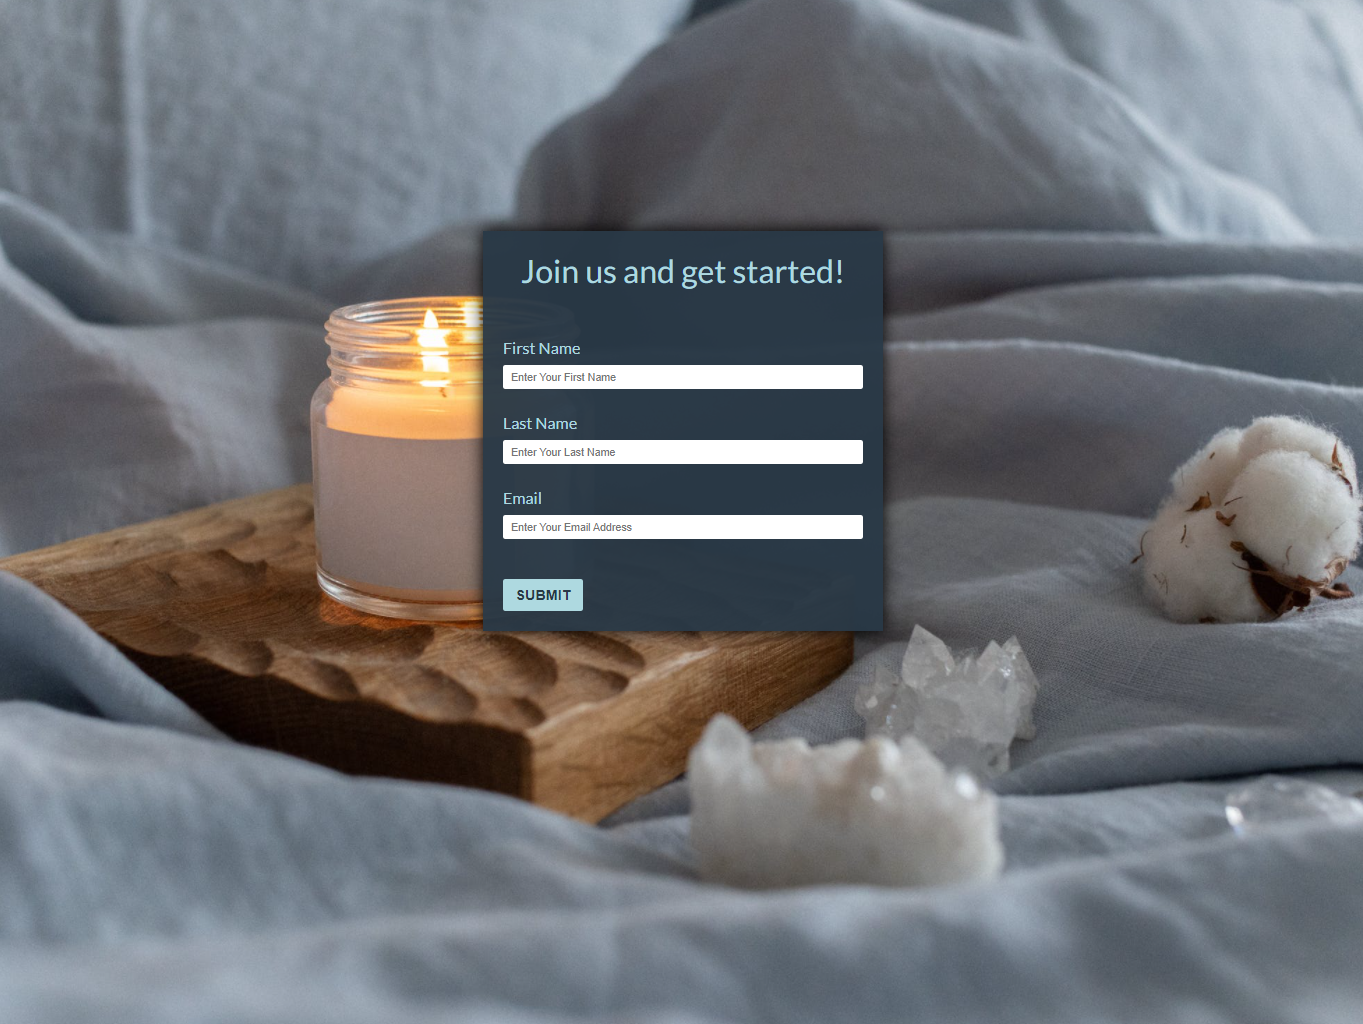 Join us and get started!
First Name
Enter Your First Name
Last Name
Enter Your Last Name
Email
Enter Your Email Address
SUBMIT